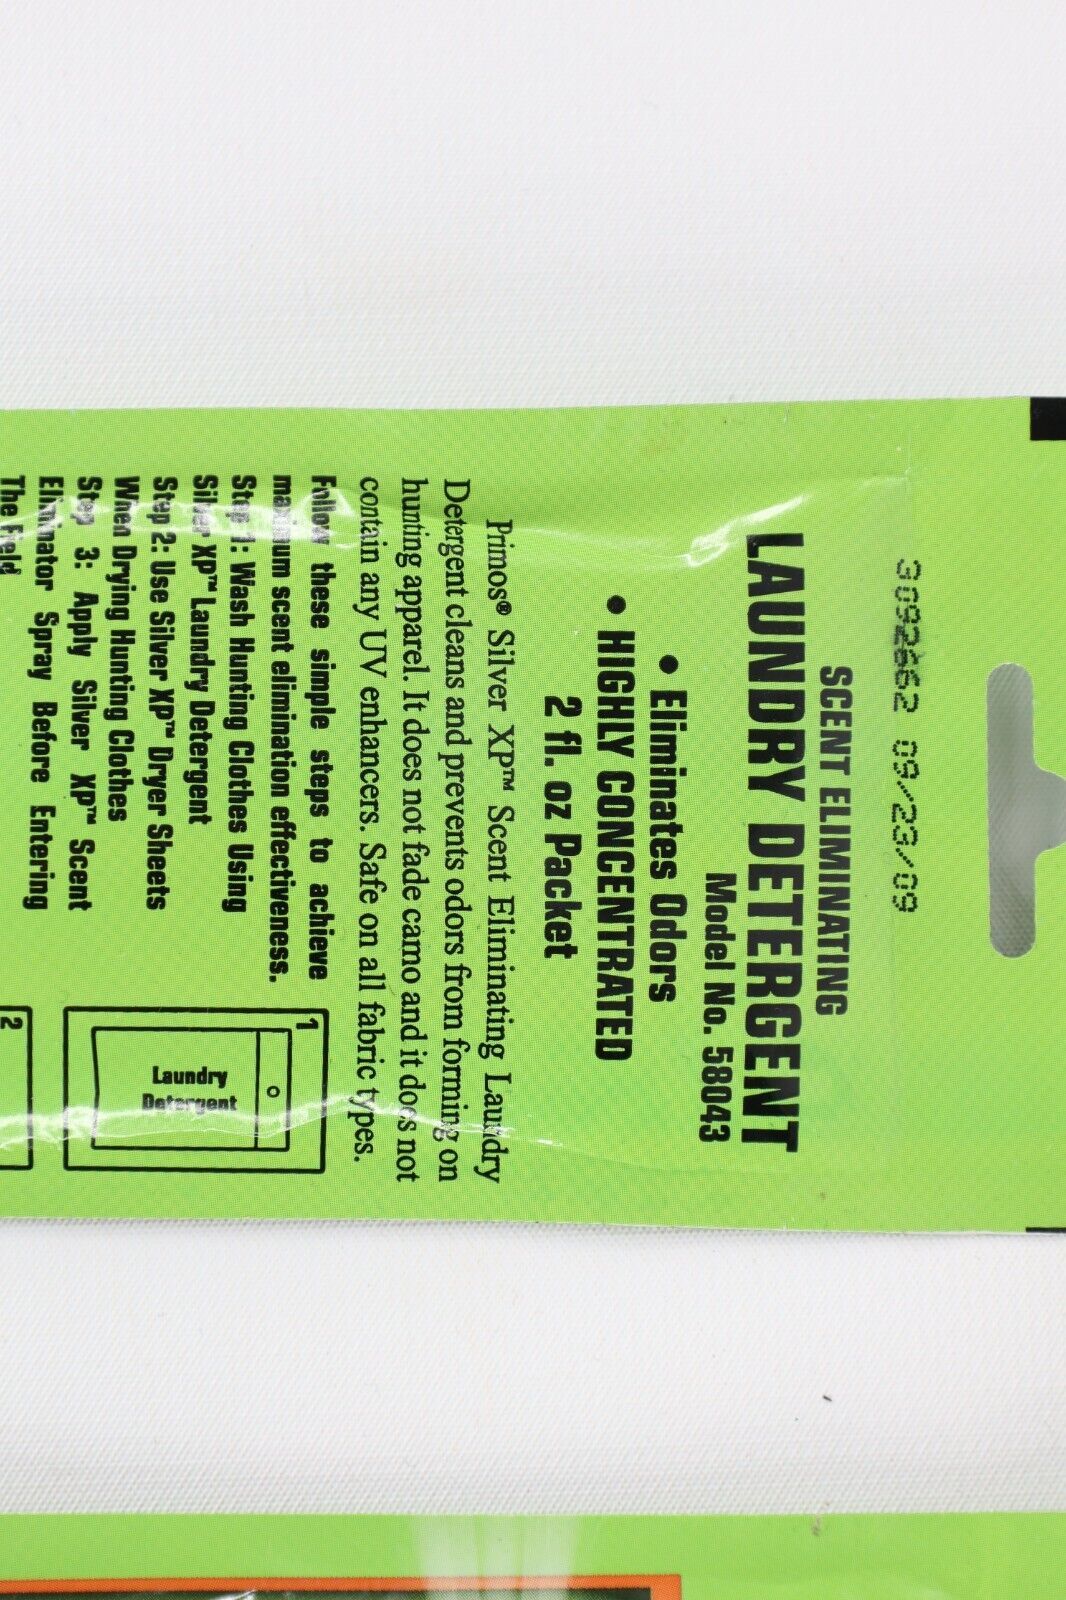 3092662 09/23/09
SCENT ELIMINATING
LAUNDRY DETERGENT
Model No. 58043
• Eliminates Odors
• HIGHLY CONCENTRATED
2 fl. oz Packet
Primos® Silver XP™ Scent Eliminating Laundry
Detergent cleans and prevents odors from forming on
hunting apparel. It does not fade camo and it does not
contain any UV enhancers. Safe on all fabric types.
Follow these simple steps to achieve
maximum scent elimination effectiveness.
Step 1: Wash Hunting Clothes Using
Silver XP™ Laundry Detergent
Step 2: Use Silver XP™ Dryer Sheets
When Drying Hunting Clothes
Step 3: Apply Silver XP™ Scent
Eliminator Spray Before Entering
The Field
1
Laundry
Detergent
2